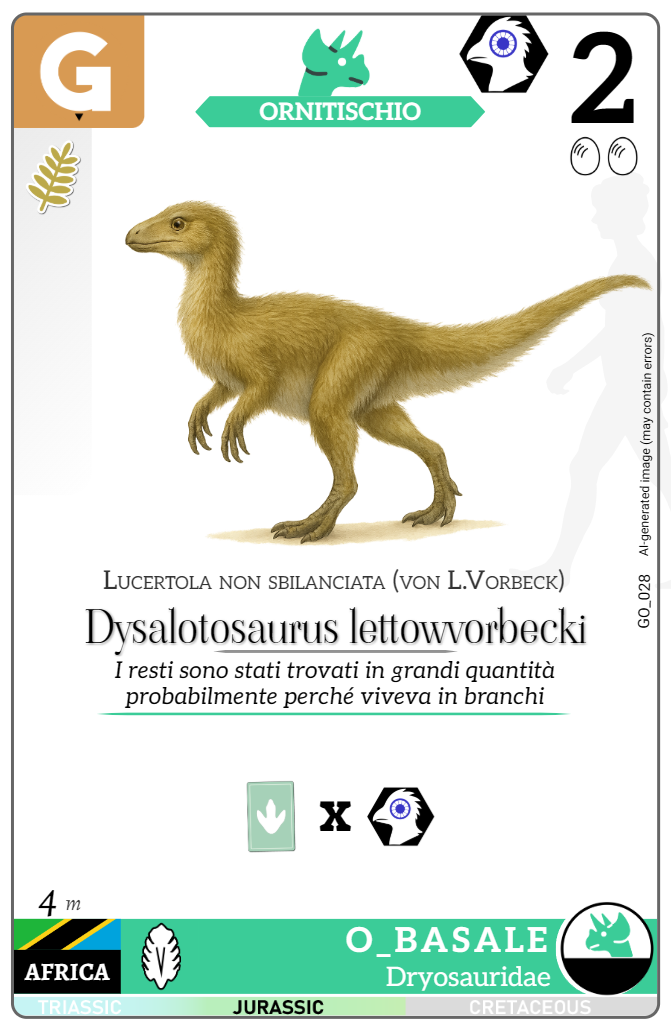 G
ORNITISCHIO
2
AI-generated image (may contain errors)
GO_028
Lucertola non sbilanciata (von L.Vorbeck)
Dysalotosaurus lettowvorbecki
I resti sono stati trovati in grandi quantità
probabilmente perché viveva in branchi
x
4 m
AFRICA
V
O_BASALE
Dryosauridae
TRIASSIC
JURASSIC
CRETACEOUS